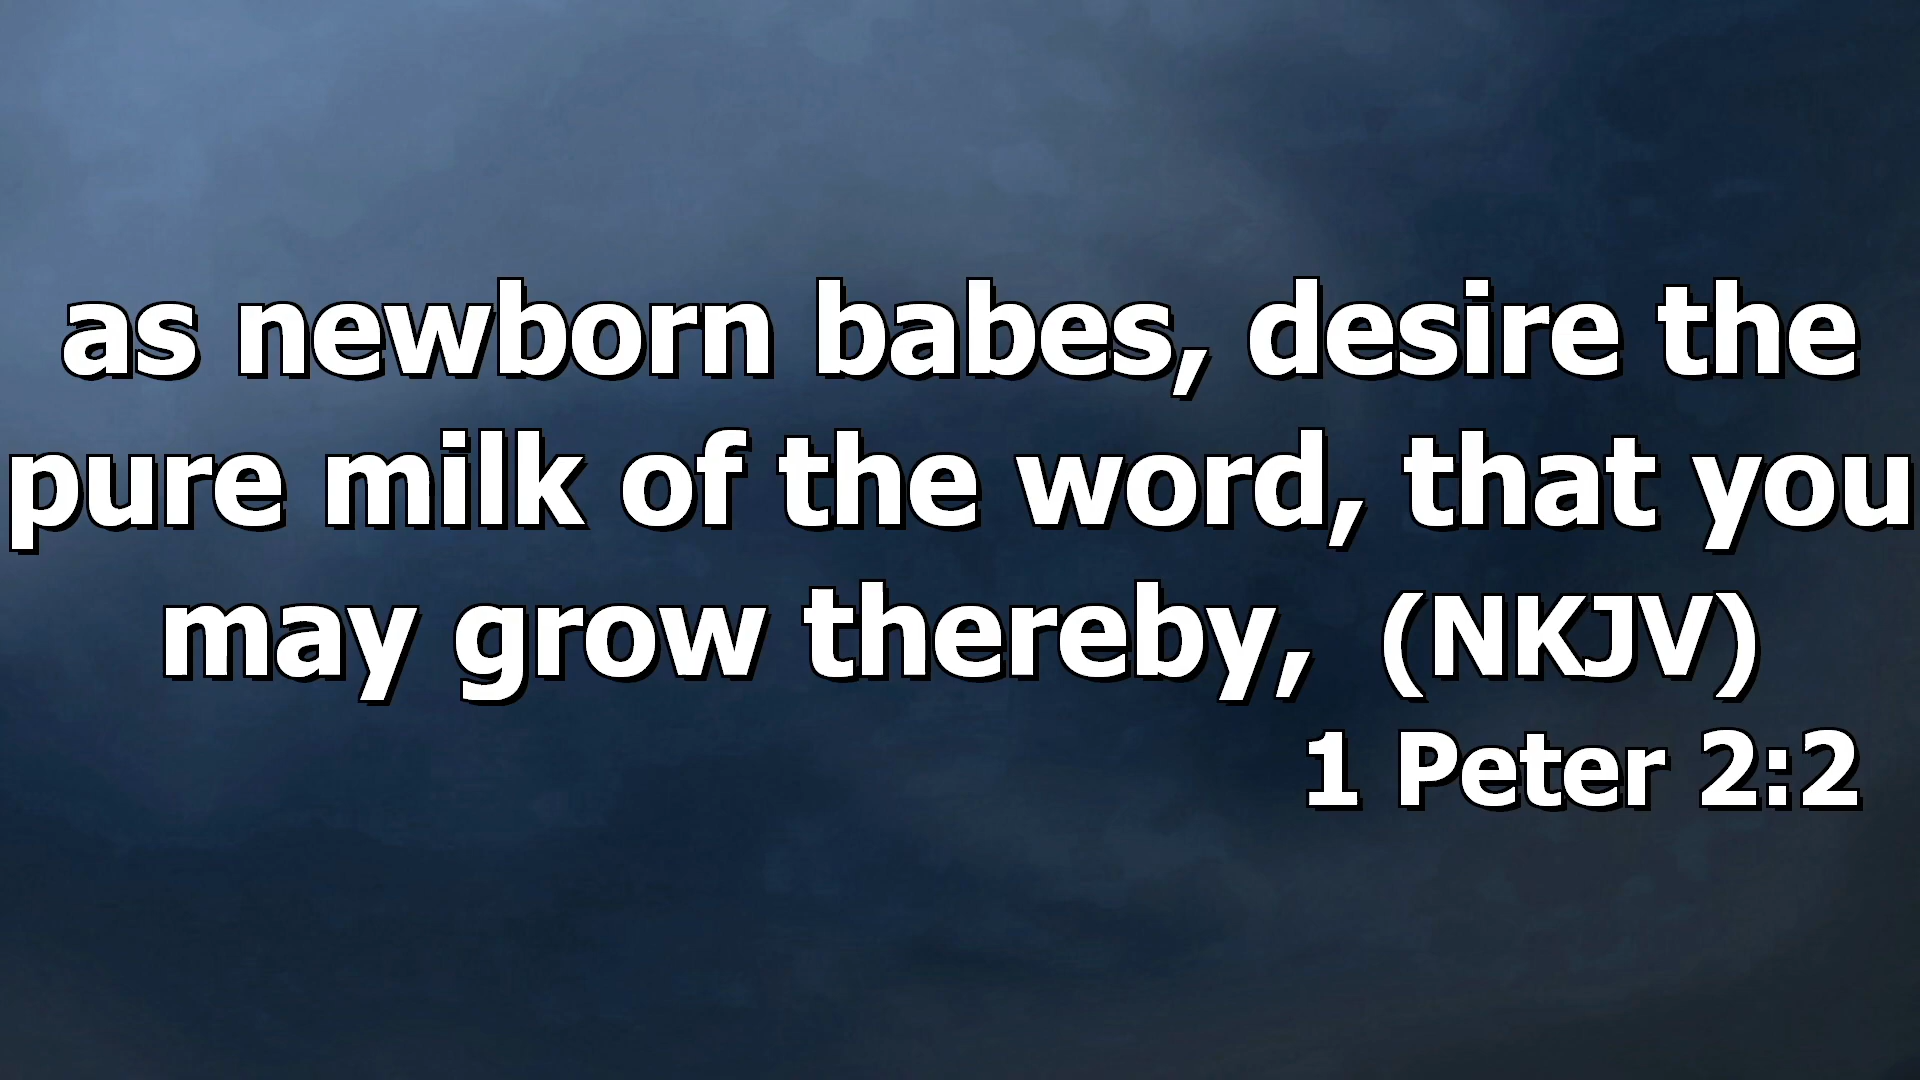 as newborn babes, desire the
pure milk of the word, that you
may grow thereby, (NKJV)
1 Peter 2:2